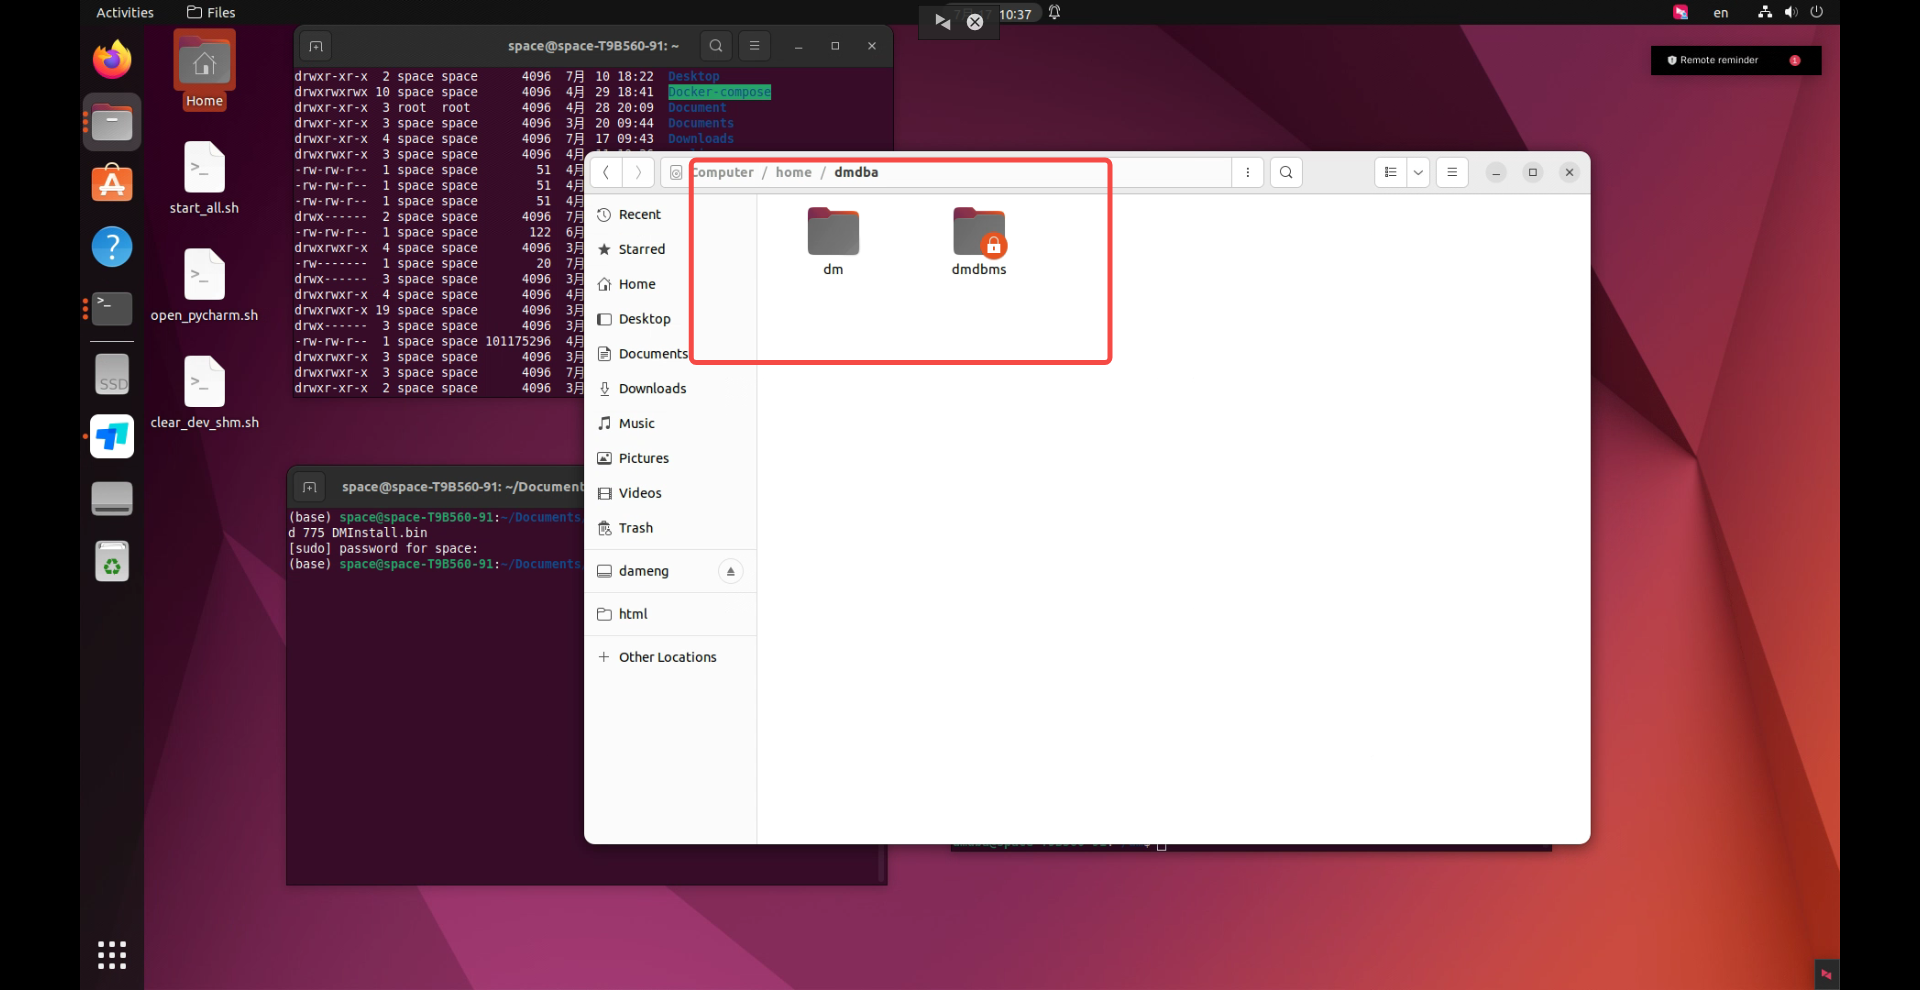 Activities Files
7月 17 10:37
en
Remote reminder 1
Home
start_all.sh
open_pycharm.sh
clear_dev_shm.sh
SSD
space@space-T9B560-91: ~
drwxr-xr-x 2 space space 4096 7月 10 18:22 Desktop
drwxrwxrwx 10 space space 4096 4月 29 18:41 Docker-compose
drwxr-xr-x 3 root root 4096 4月 28 20:09 Document
drwxr-xr-x 3 space space 4096 3月 20 09:44 Documents
drwxr-xr-x 4 space space 4096 7月 17 09:43 Downloads
drwxrwxr-x 3 space space 4096 4月
-rw-rw-r-- 1 space space 51 4月
-rw-rw-r-- 1 space space 51 4月
-rw-rw-r-- 1 space space 51 4月
drwx------ 2 space space 4096 7月
-rw-rw-r-- 1 space space 122 6月
drwxrwxr-x 4 space space 4096 3月
-rw------- 1 space space 20 7月
drwx------ 3 space space 4096 3月
drwxrwxr-x 4 space space 4096 4月
drwxrwxr-x 19 space space 4096 3月
drwx------ 3 space space 4096 3月
-rw-rw-r-- 1 space space 101175296 4月
drwxrwxr-x 3 space space 4096 3月
drwxrwxr-x 3 space space 4096 7月
drwxr-xr-x 2 space space 4096 3月
space@space-T9B560-91: ~/Document
(base) space@space-T9B560-91:~/Documents
d 775 DMInstall.bin
[sudo] password for space:
(base) space@space-T9B560-91:~/Documents
Computer / home / dmdba
Recent
Starred
Home
Desktop
Documents
Downloads
Music
Pictures
Videos
Trash
dameng
html
Other Locations
dm
dmdbms